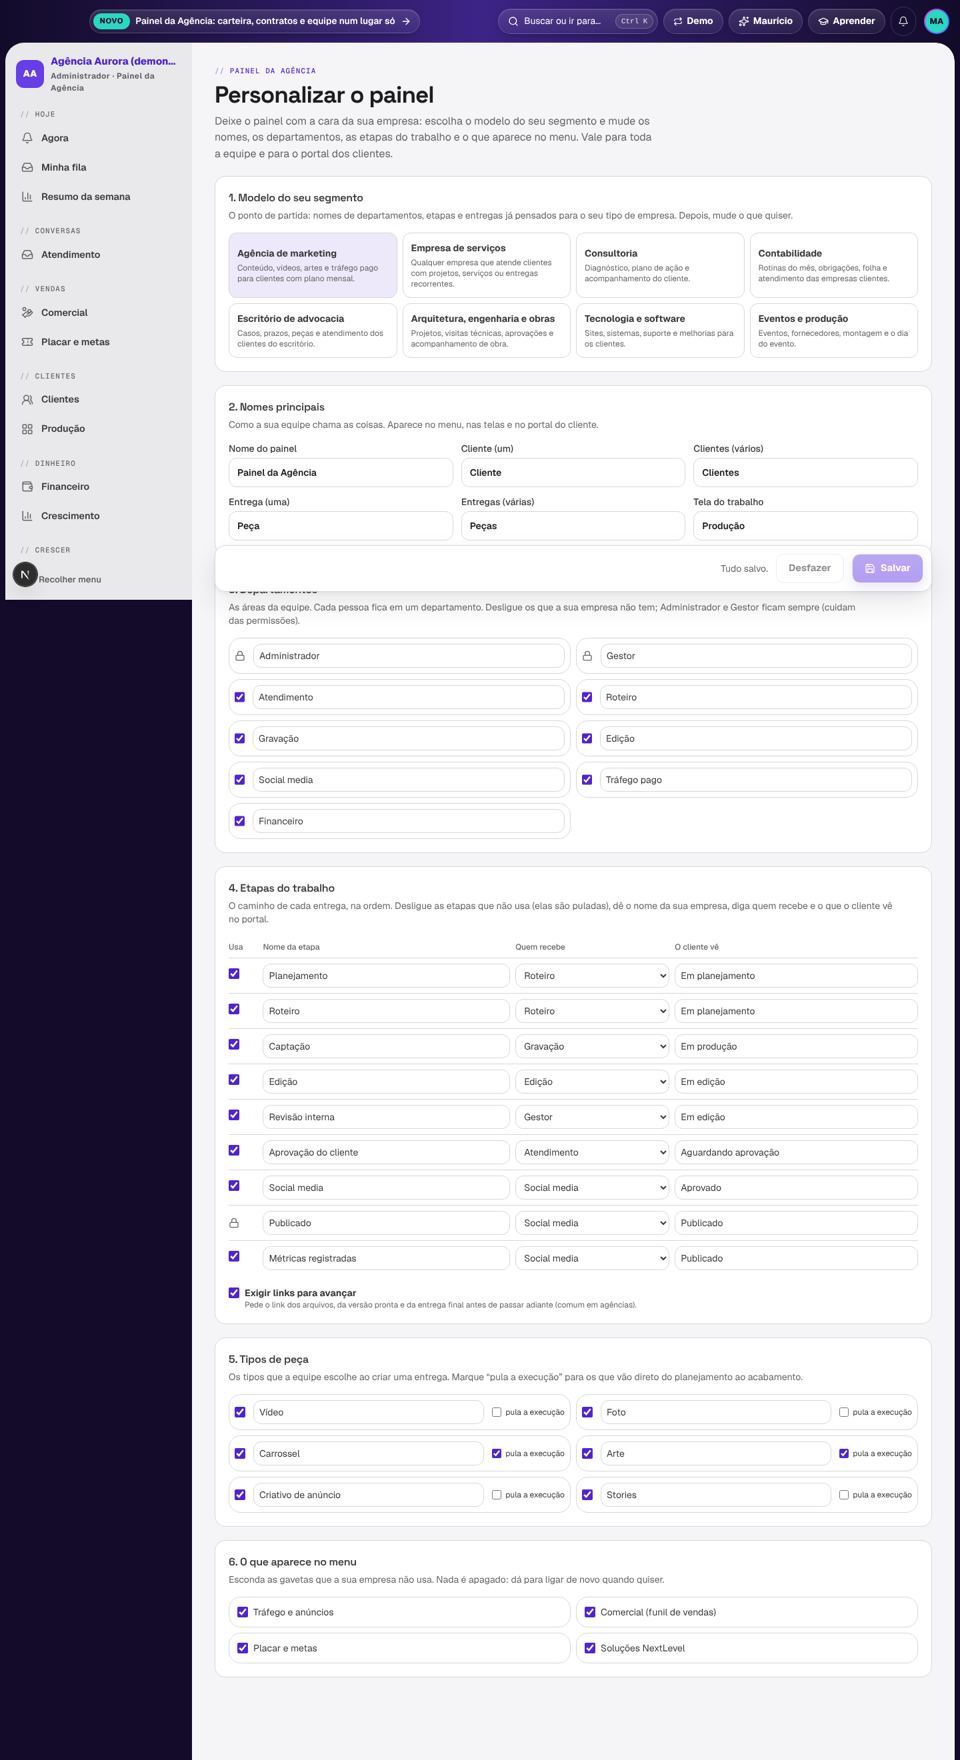 NOVO Painel da Agência: carteira, contratos e equipe num lugar só
Buscar ou ir para... Ctrl K
Demo
Maurício
Aprender
MA
AA
Agência Aurora (demon...
Administrador · Painel da
Agência
// HOJE
Agora
Minha fila
Resumo da semana
// CONVERSAS
Atendimento
// VENDAS
Comercial
Placar e metas
// CLIENTES
Clientes
Produção
// DINHEIRO
Financeiro
Crescimento
// CRESCER
N
Recolher menu
// PAINEL DA AGÊNCIA
Personalizar o painel
Deixe o painel com a cara da sua empresa: escolha o modelo do seu segmento e mude os
nomes, os departamentos, as etapas do trabalho e o que aparece no menu. Vale para toda
a equipe e para o portal dos clientes.
1. Modelo do seu segmento
O ponto de partida: nomes de departamentos, etapas e entregas já pensados para o seu tipo de empresa. Depois, mude o que quiser.
Agência de marketing
Conteúdo, vídeos, artes e tráfego pago
para clientes com plano mensal.
Empresa de serviços
Qualquer empresa que atende clientes
com projetos, serviços ou entregas
recorrentes.
Consultoria
Diagnóstico, plano de ação e
acompanhamento do cliente.
Contabilidade
Rotinas do mês, obrigações, folha e
atendimento das empresas clientes.
Escritório de advocacia
Casos, prazos, peças e atendimento dos
clientes do escritório.
Arquitetura, engenharia e obras
Projetos, visitas técnicas, aprovações e
acompanhamento de obra.
Tecnologia e software
Sites, sistemas, suporte e melhorias para
os clientes.
Eventos e produção
Eventos, fornecedores, montagem e o dia
do evento.
2. Nomes principais
Como a sua equipe chama as coisas. Aparece no menu, nas telas e no portal do cliente.
Nome do painel
Painel da Agência
Cliente (um)
Cliente
Clientes (vários)
Clientes
Entrega (uma)
Peça
Entregas (várias)
Peças
Tela do trabalho
Produção
Tudo salvo.
Desfazer
Salvar
3. Departamentos
As áreas da equipe. Cada pessoa fica em um departamento. Desligue os que a sua empresa não tem; Administrador e Gestor ficam sempre (cuidam
das permissões).
Administrador
Gestor
Atendimento
Roteiro
Gravação
Edição
Social media
Tráfego pago
Financeiro
4. Etapas do trabalho
O caminho de cada entrega, na ordem. Desligue as etapas que não usa (elas são puladas), dê o nome da sua empresa, diga quem recebe e o que o cliente vê
no portal.
Usa Nome da etapa Quem recebe O cliente vê
Planejamento Roteiro Em planejamento
Roteiro Roteiro Em planejamento
Captação Gravação Em produção
Edição Edição Em edição
Revisão interna Gestor Em edição
Aprovação do cliente Atendimento Aguardando aprovação
Social media Social media Aprovado
Publicado Social media Publicado
Métricas registradas Social media Publicado
Exigir links para avançar
Pede o link dos arquivos, da versão pronta e da entrega final antes de passar adiante (comum em agências).
5. Tipos de peça
Os tipos que a equipe escolhe ao criar uma entrega. Marque “pula a execução” para os que vão direto do planejamento ao acabamento.
Vídeo pula a execução
Foto pula a execução
Carrossel pula a execução
Arte pula a execução
Criativo de anúncio pula a execução
Stories pula a execução
6. O que aparece no menu
Esconda as gavetas que a sua empresa não usa. Nada é apagado: dá para ligar de novo quando quiser.
Tráfego e anúncios
Comercial (funil de vendas)
Placar e metas
Soluções NextLevel